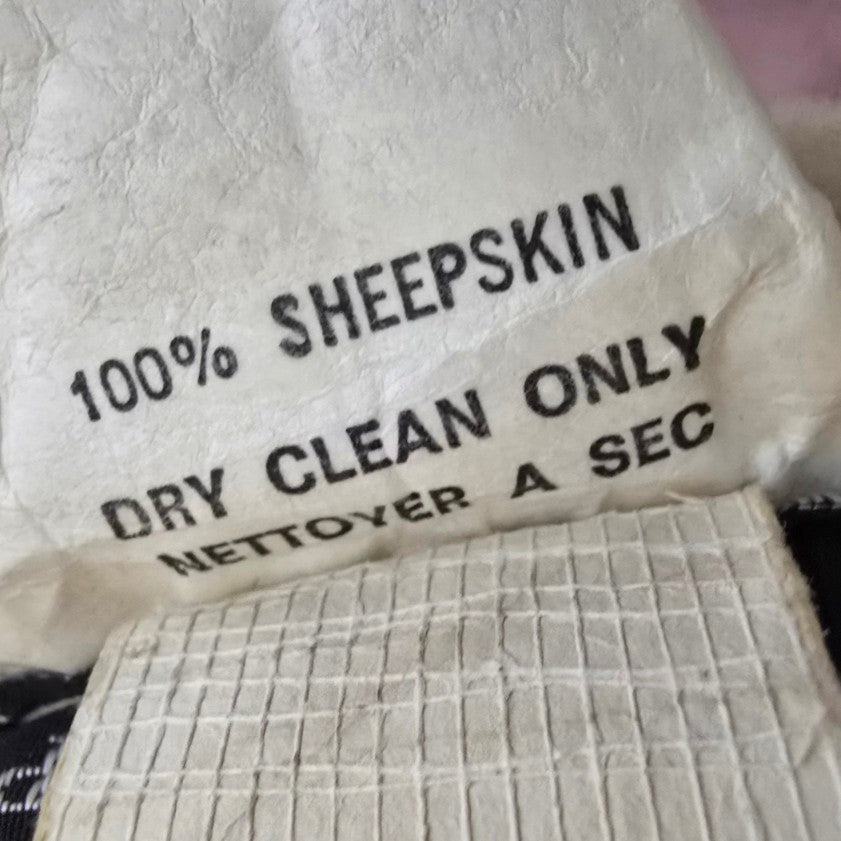 100% SHEEPSKIN
DRY CLEAN ONLY
NETTOYER A SEC